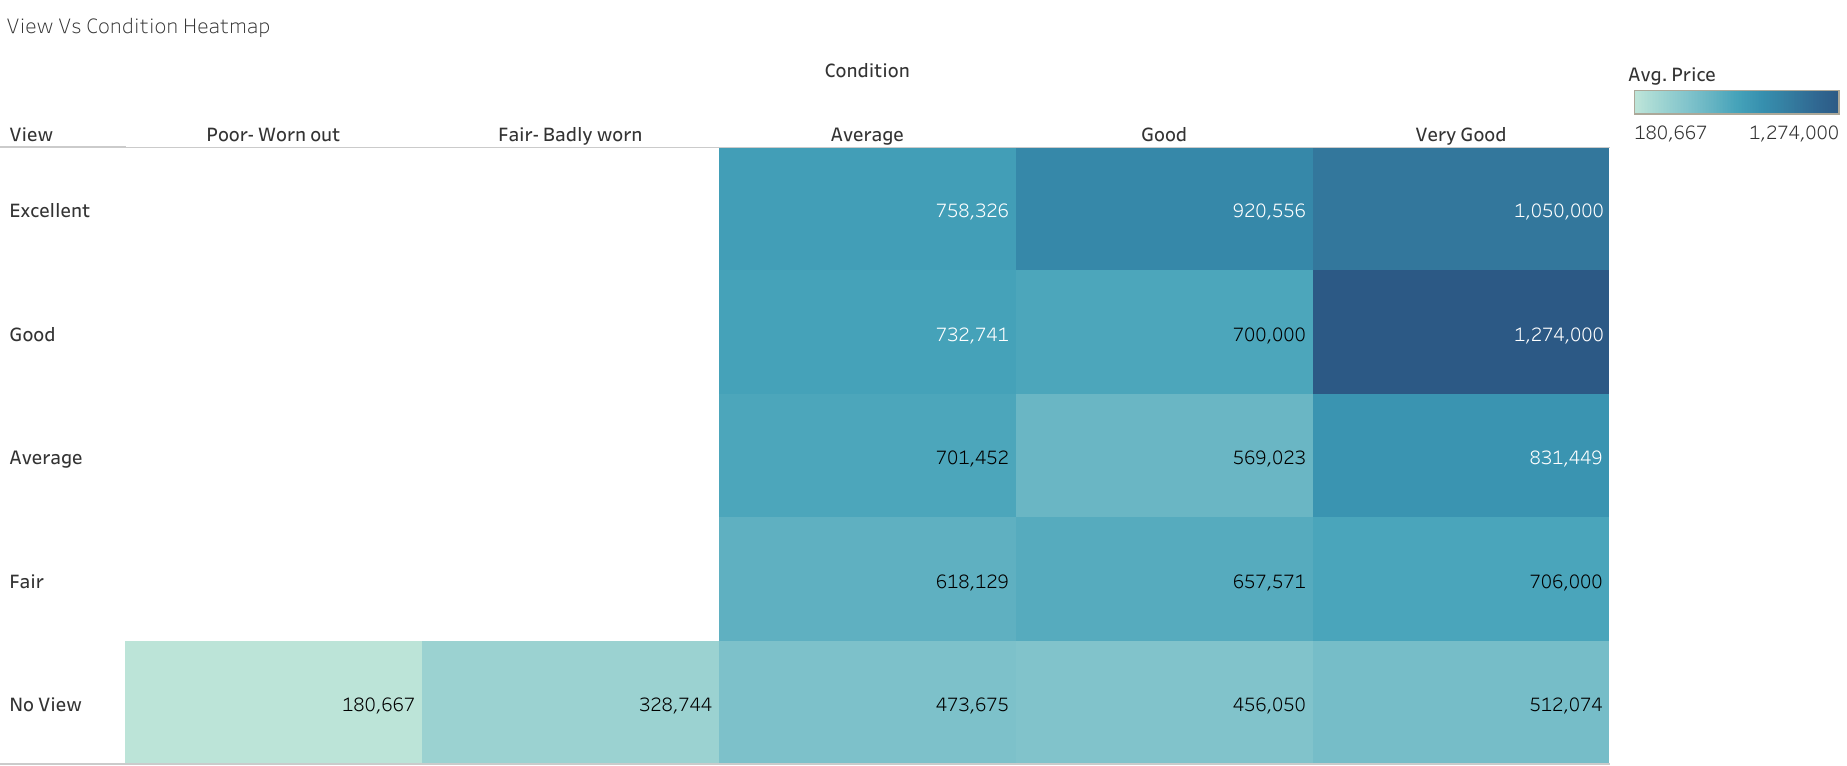 View Vs Condition Heatmap
Condition
Avg. Price
180,667 1,274,000
View Poor- Worn out Fair- Badly worn Average Good Very Good
Excellent 758,326 920,556 1,050,000
Good 732,741 700,000 1,274,000
Average 701,452 569,023 831,449
Fair 618,129 657,571 706,000
No View 180,667 328,744 473,675 456,050 512,074